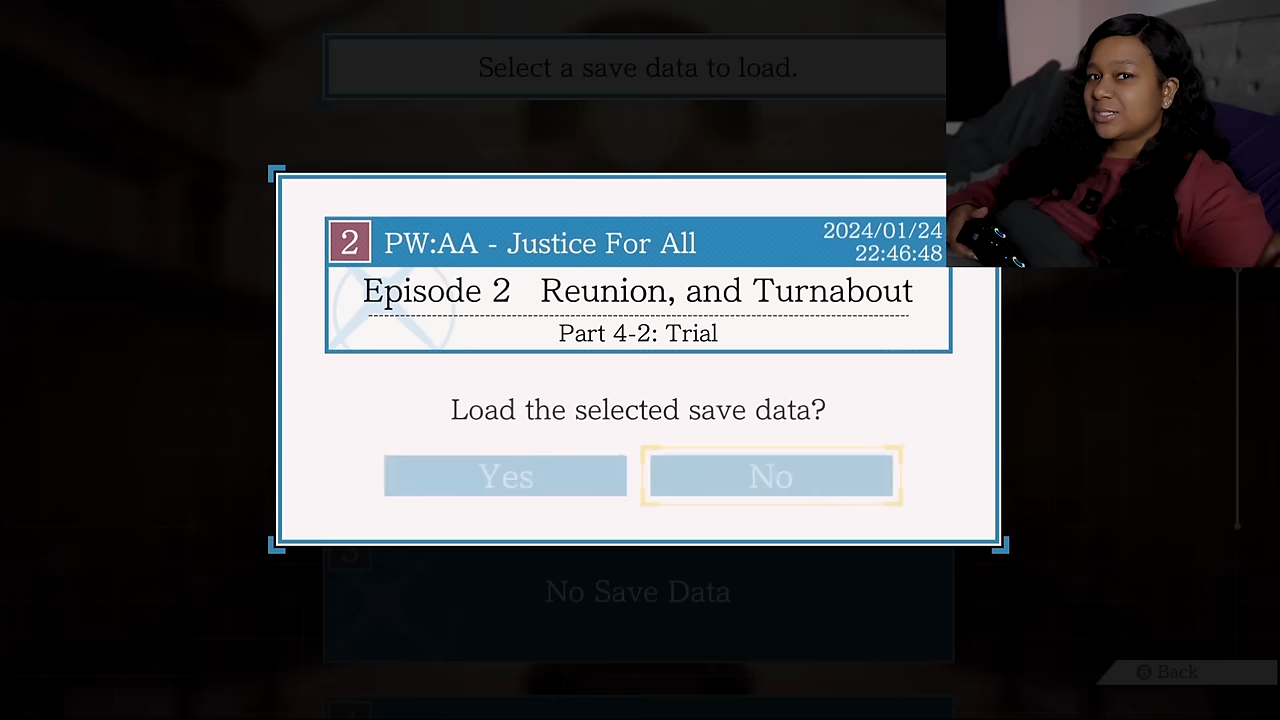 Select a save data to load.
2 PW:AA - Justice For All 2024/01/24
22:46:48
Episode 2 Reunion, and Turnabout
Part 4-2: Trial
Load the selected save data?
Yes No
3
No Save Data
B Back